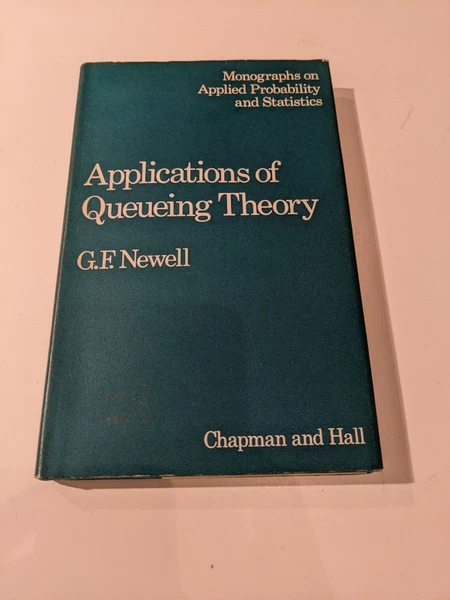 Monographs on
Applied Probability
and Statistics
Applications of
Queueing Theory
G.F. Newell
Chapman and Hall